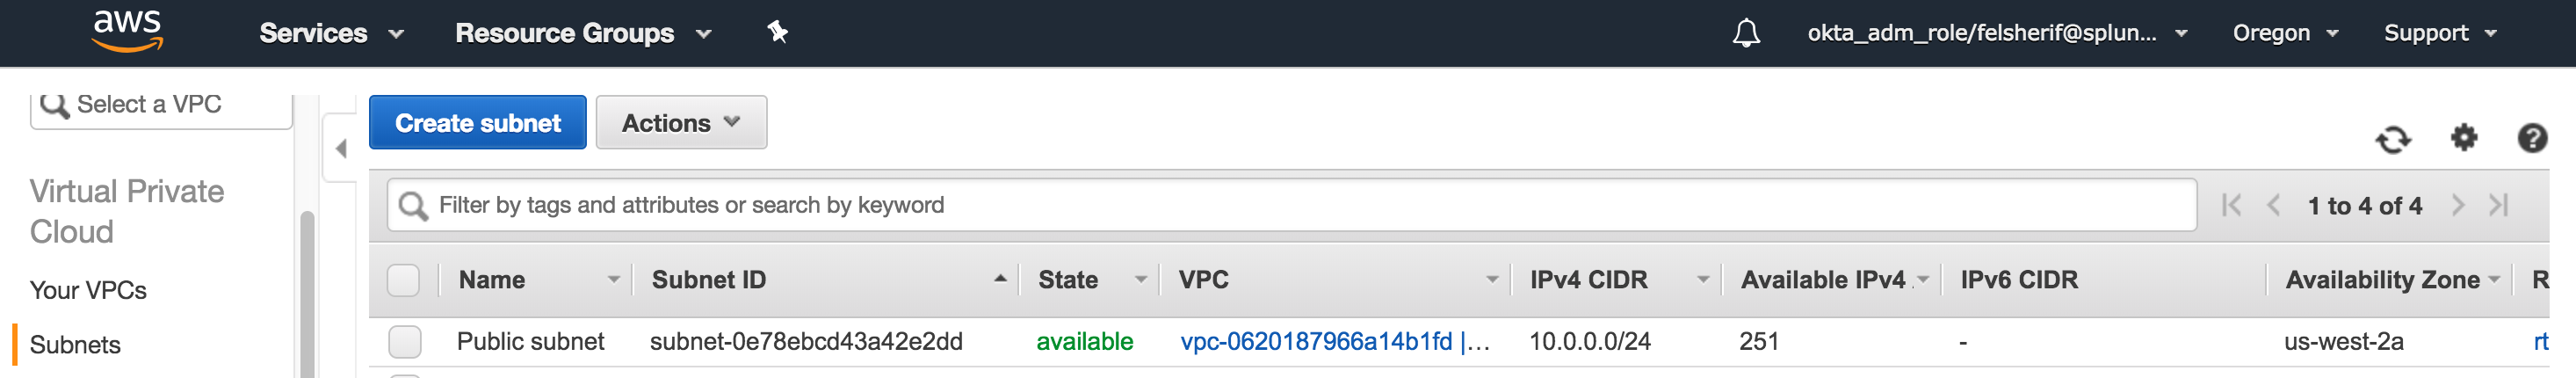 aws Services Resource Groups okta_adm_role/felsherif@splun... Oregon Support
Select a VPC
Create subnet Actions
Virtual Private
Cloud
Filter by tags and attributes or search by keyword 1 to 4 of 4
Your VPCs
Name Subnet ID State VPC IPv4 CIDR Available IPv4 IPv6 CIDR Availability Zone R
Subnets
Public subnet subnet-0e78ebcd43a42e2dd available vpc-0620187966a14b1fd |... 10.0.0.0/24 251 - us-west-2a rt